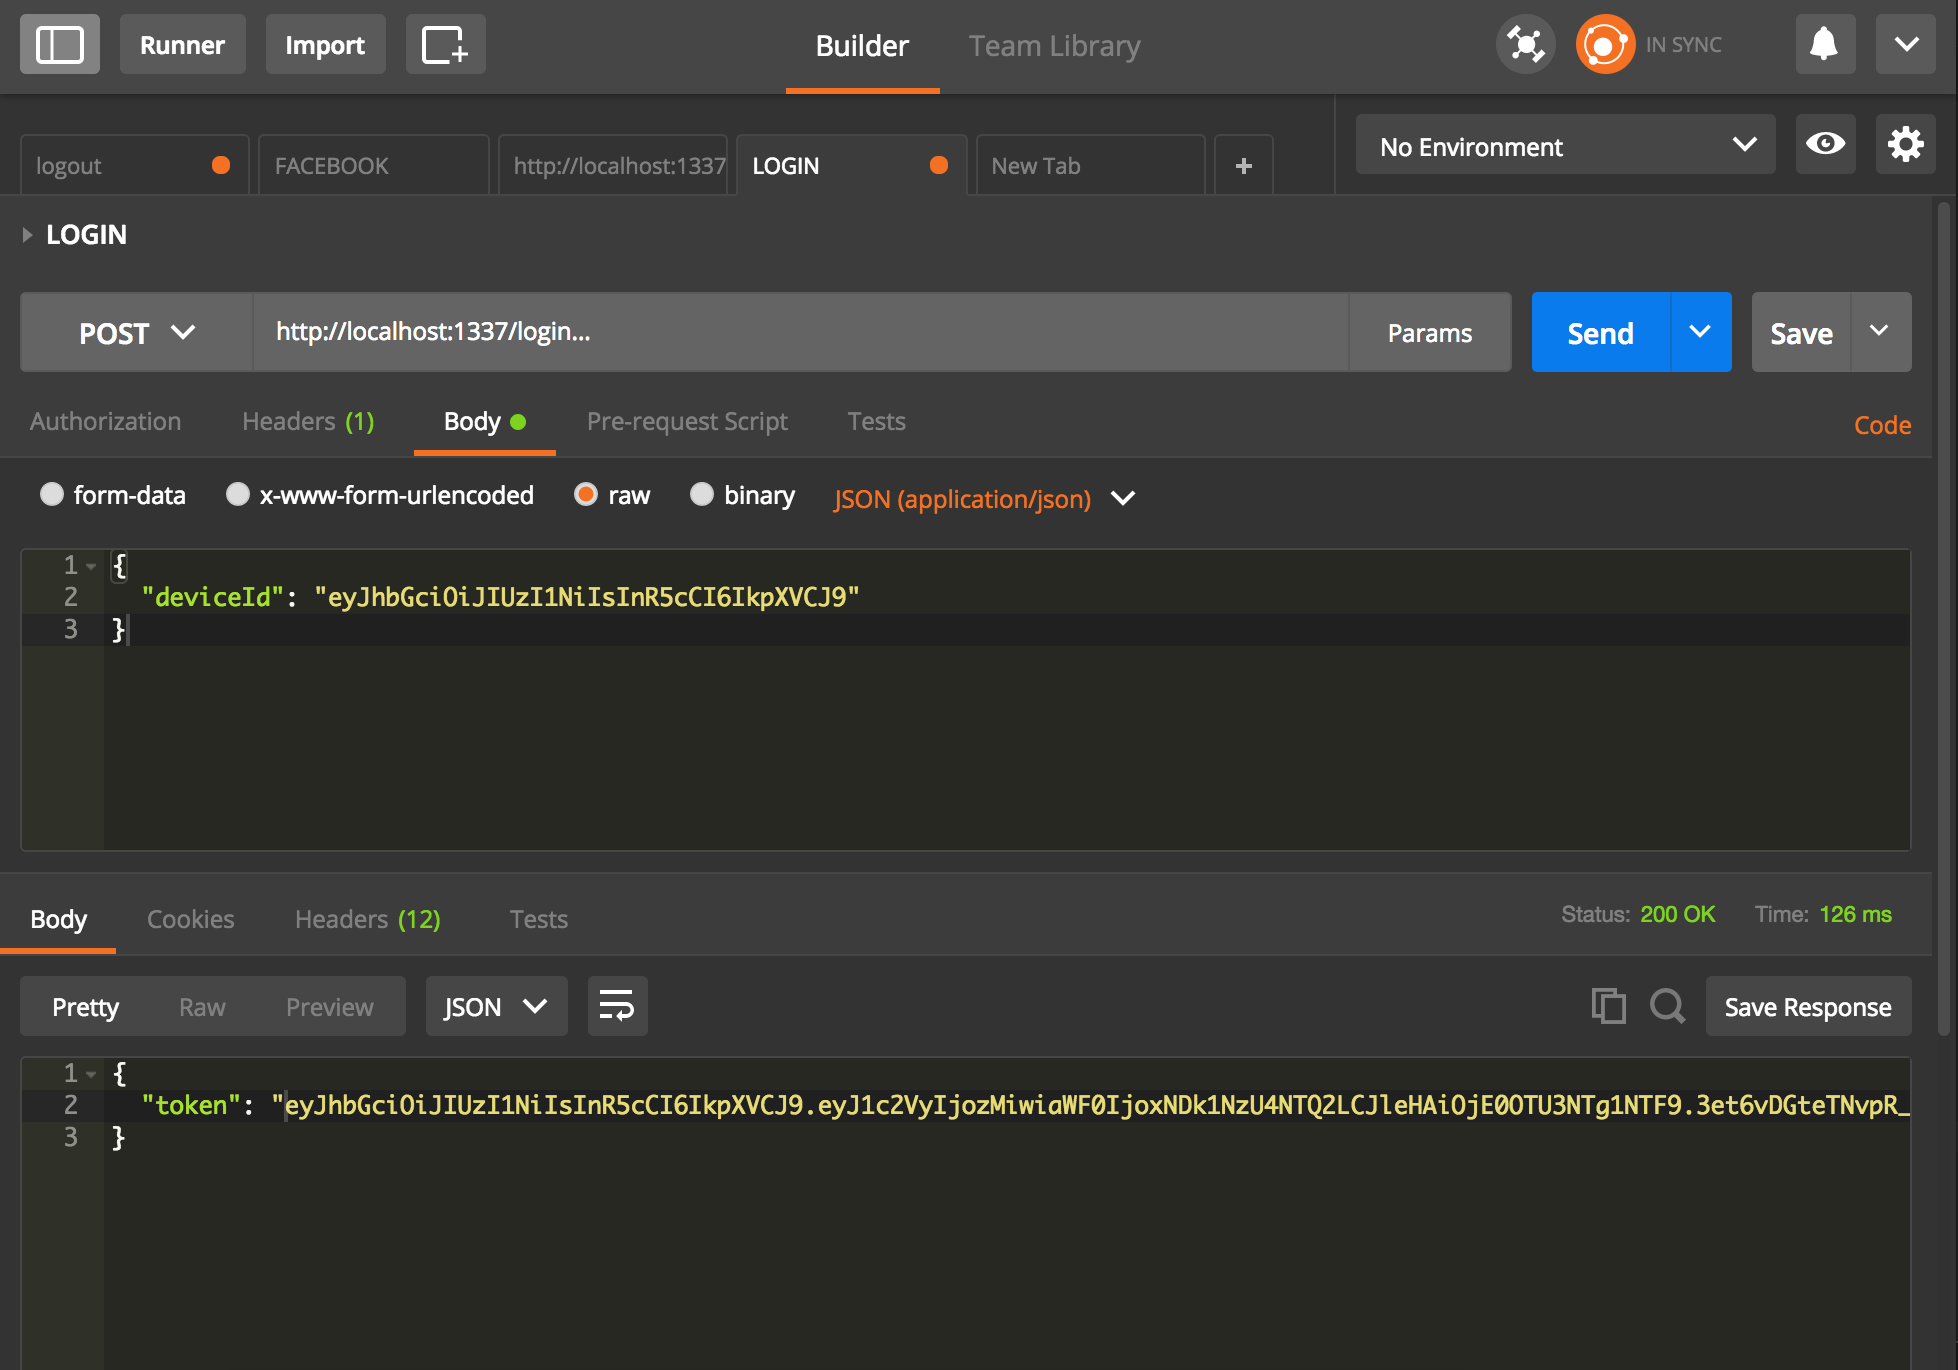 Runner Import Builder Team Library IN SYNC
logout FACEBOOK http://localhost:1337 LOGIN New Tab + No Environment
LOGIN
POST http://localhost:1337/login... Params Send Save
Authorization Headers (1) Body Pre-request Script Tests Code
form-data x-www-form-urlencoded raw binary JSON (application/json)
1 {
2 "deviceId": "eyJhbGciOiJIUzI1NiIsInR5cCI6IkpXVCJ9"
3 }
Body Cookies Headers (12) Tests Status: 200 OK Time: 126 ms
Pretty Raw Preview JSON Save Response
1 {
2 "token": "eyJhbGciOiJIUzI1NiIsInR5cCI6IkpXVCJ9.eyJ1c2VyIjozMiwiaWF0IjoxNDk1NzU4NTQ2LCJleHAiOjE0OTU3NTg1NTF9.3et6vDGteTNvpR_
3 }